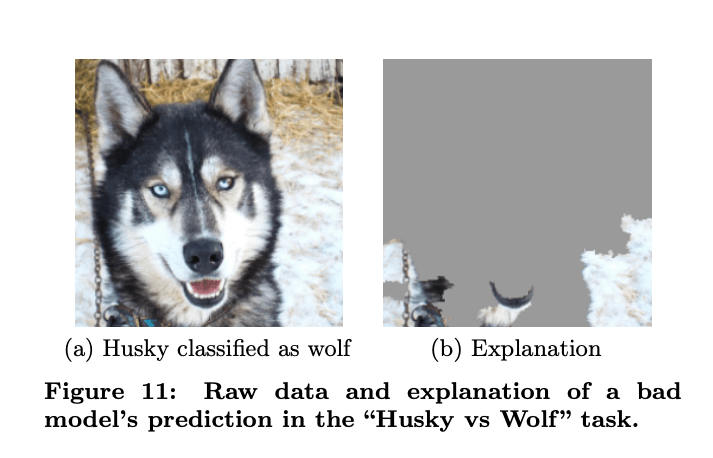 (a) Husky classified as wolf
(b) Explanation
Figure 11: Raw data and explanation of a bad
model's prediction in the “Husky vs Wolf” task.